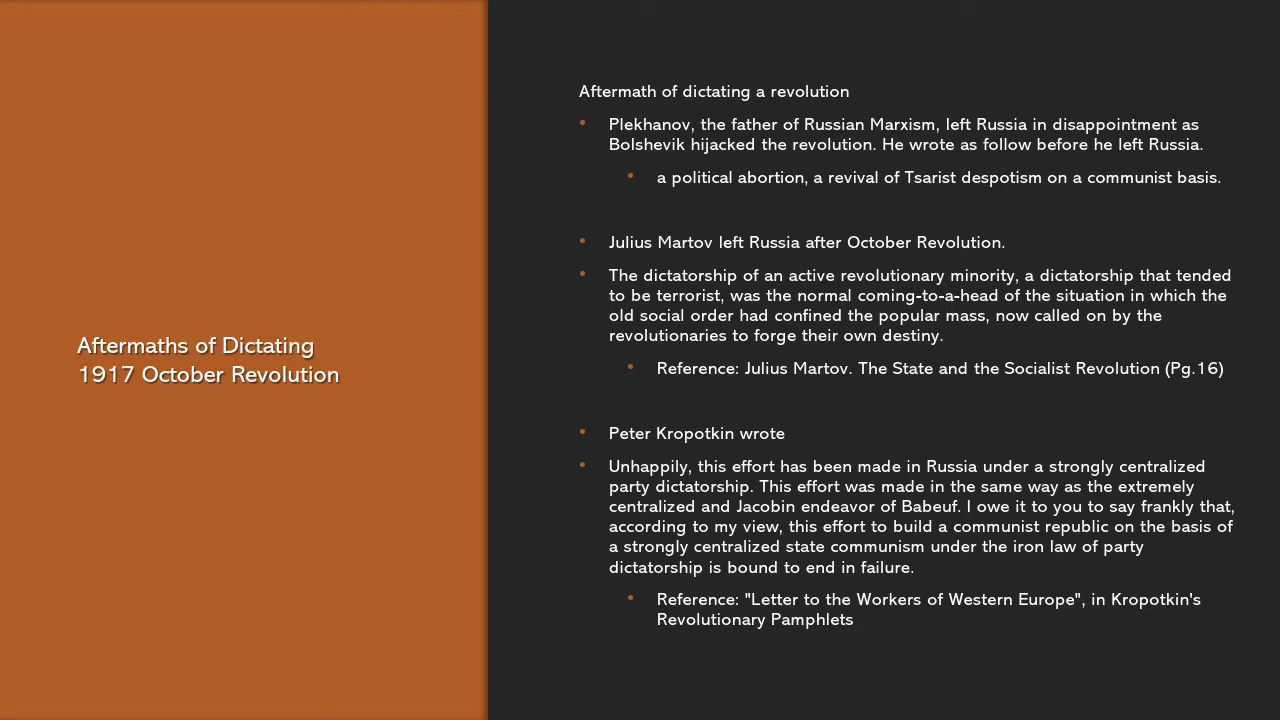 Aftermaths of Dictating
1917 October Revolution
Aftermath of dictating a revolution
Plekhanov, the father of Russian Marxism, left Russia in disappointment as
Bolshevik hijacked the revolution. He wrote as follow before he left Russia.
a political abortion, a revival of Tsarist despotism on a communist basis.
Julius Martov left Russia after October Revolution.
The dictatorship of an active revolutionary minority, a dictatorship that tended
to be terrorist, was the normal coming-to-a-head of the situation in which the
old social order had confined the popular mass, now called on by the
revolutionaries to forge their own destiny.
Reference: Julius Martov. The State and the Socialist Revolution (Pg.16)
Peter Kropotkin wrote
Unhappily, this effort has been made in Russia under a strongly centralized
party dictatorship. This effort was made in the same way as the extremely
centralized and Jacobin endeavor of Babeuf. I owe it to you to say frankly that,
according to my view, this effort to build a communist republic on the basis of
a strongly centralized state communism under the iron law of party
dictatorship is bound to end in failure.
Reference: "Letter to the Workers of Western Europe", in Kropotkin's
Revolutionary Pamphlets